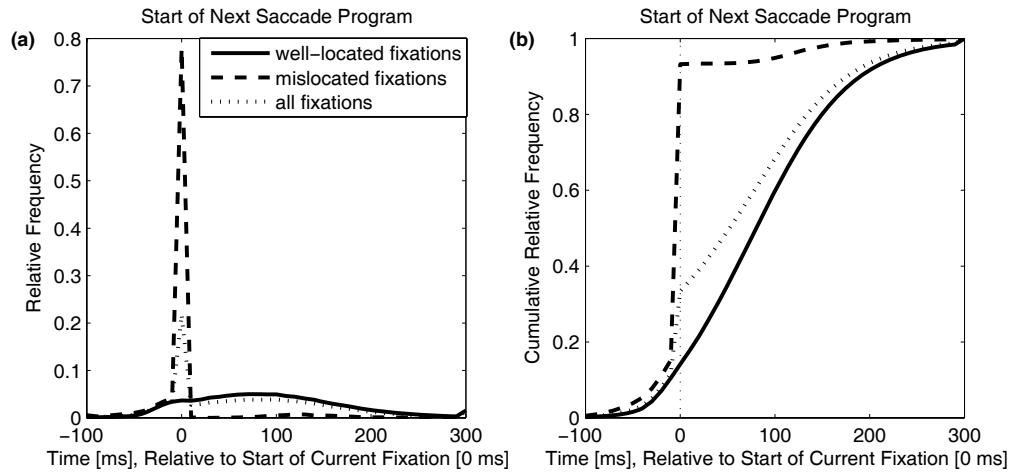 Start of Next Saccade Program
(a)
0.8
0.7
0.6
0.5
0.4
0.3
0.2
0.1
0
Relative Frequency
well−located fixations
mislocated fixations
all fixations
−100 0 100 200 300
Time [ms], Relative to Start of Current Fixation [0 ms]
Start of Next Saccade Program
(b)
1
0.8
0.6
0.4
0.2
0
Cumulative Relative Frequency
−100 0 100 200 300
Time [ms], Relative to Start of Current Fixation [0 ms]